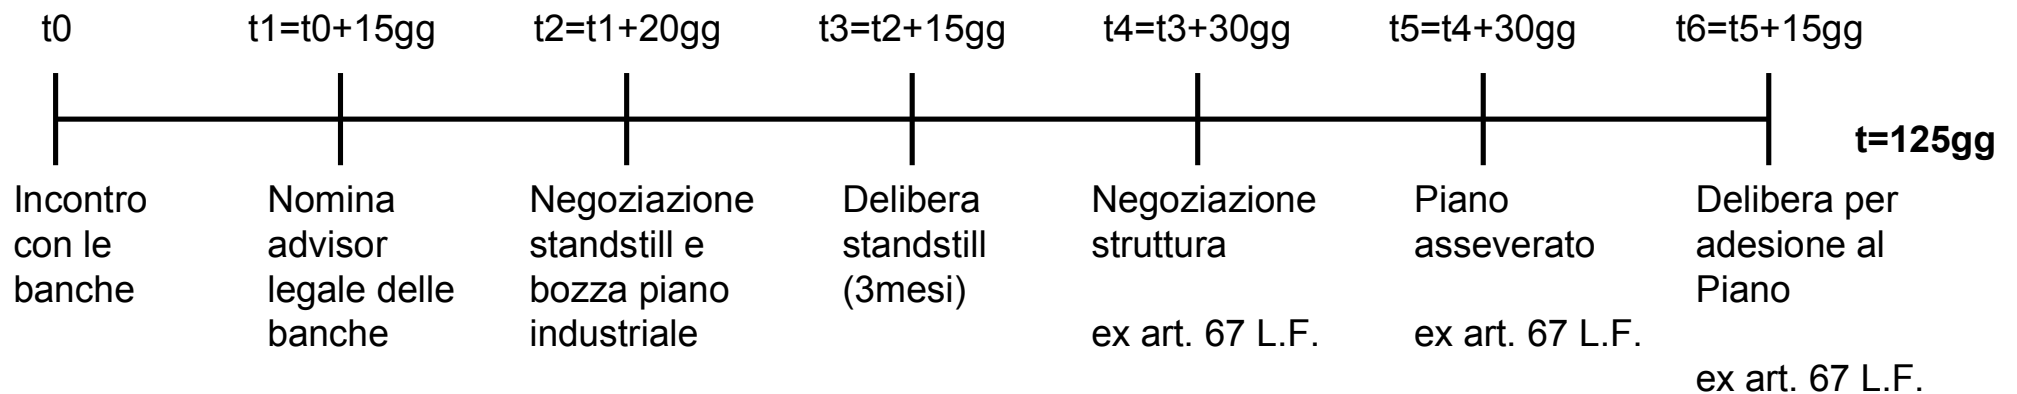 t0
t1=t0+15gg
t2=t1+20gg
t3=t2+15gg
t4=t3+30gg
t5=t4+30gg
t6=t5+15gg
t=125gg
Incontro
con le
banche
Nomina
advisor
legale delle
banche
Negoziazione
standstill e
bozza piano
industriale
Delibera
standstill
(3mesi)
Negoziazione
struttura
ex art. 67 L.F.
Piano
asseverato
ex art. 67 L.F.
Delibera per
adesione al
Piano
ex art. 67 L.F.